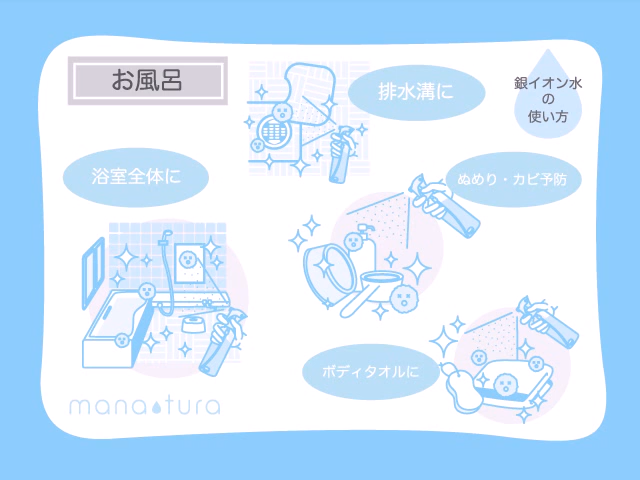 お風呂
排水溝に
銀イオン水
の
使い方
浴室全体に
ぬめり・カビ予防
ボディタオルに
mana tura